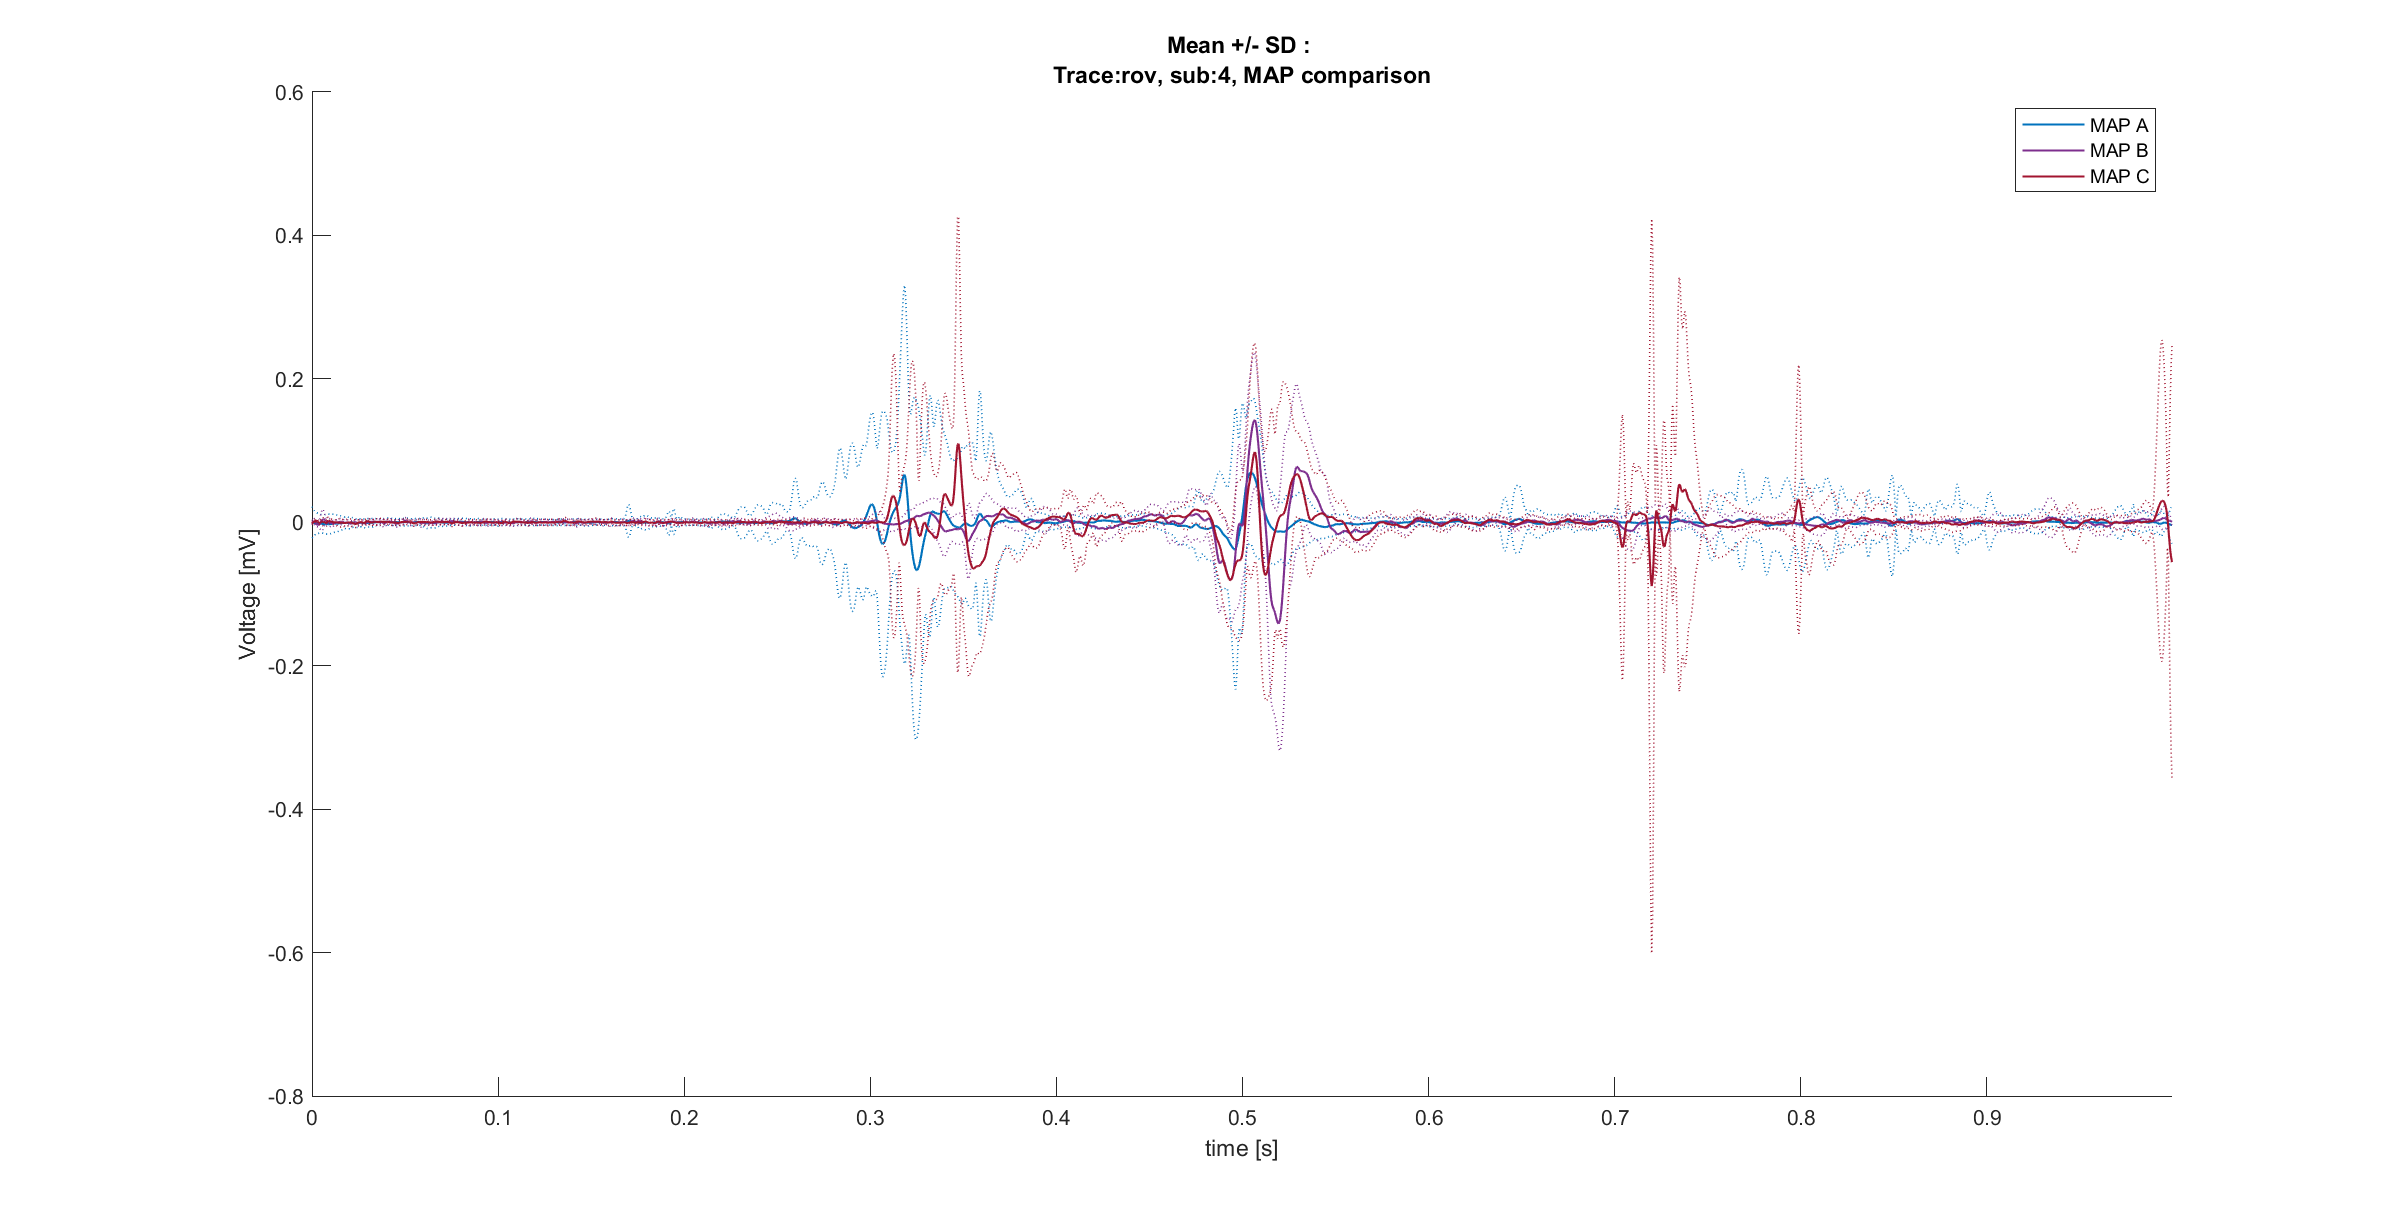 Mean +/- SD :
Trace:rov, sub:4, MAP comparison
MAP A
MAP B
MAP C
0.6
0.4
0.2
0
-0.2
-0.4
-0.6
-0.8
Voltage [mV]
0 0.1 0.2 0.3 0.4 0.5 0.6 0.7 0.8 0.9
time [s]